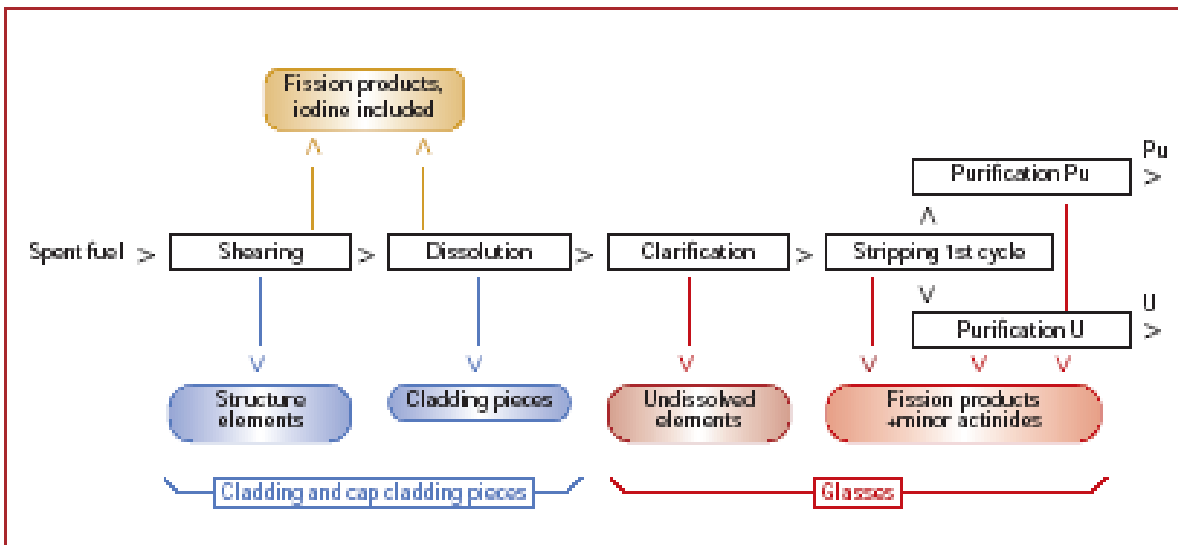 Fission products,
iodine included
Pu
Purification Pu
Spent fuel > Shearing > Dissolution > Clarification > Stripping 1st cycle
U
Purification U
Structure
elements
Cladding pieces
Undissolved
elements
Fission products
+minor actinides
Cladding and cap cladding pieces
Glasses